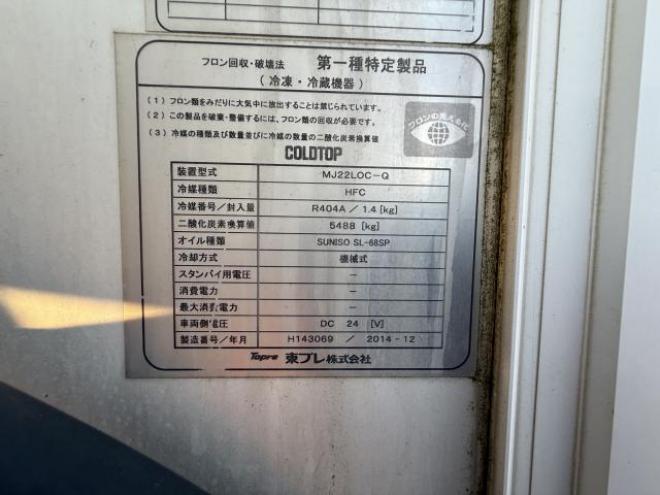 フロン回収・破壊法 第一種特定製品
（冷凍・冷蔵機器）
(1) フロン類をみだりに大気中に放出することは禁じられています。
(2) この製品を廃棄・整備するには、フロン類の回収が必要です。
(3) 冷媒の種類及び数量並びに冷媒の数量の二酸化炭素換算値
フロンの見える化
COLDTOP
装置型式 MJ22LOC-Q
冷媒種類 HFC
冷媒番号／封入量 R404A ／ 1.4 [kg]
二酸化炭素換算値 5488 [kg]
オイル種類 SUNISO SL-68SP
冷却方式 機械式
スタンバイ用電圧 －
消費電力 －
最大消費電力 －
車両側電圧 DC 24 [V]
製造番号／年月 H143069 ／ 2014-12
Topre 東プレ株式会社